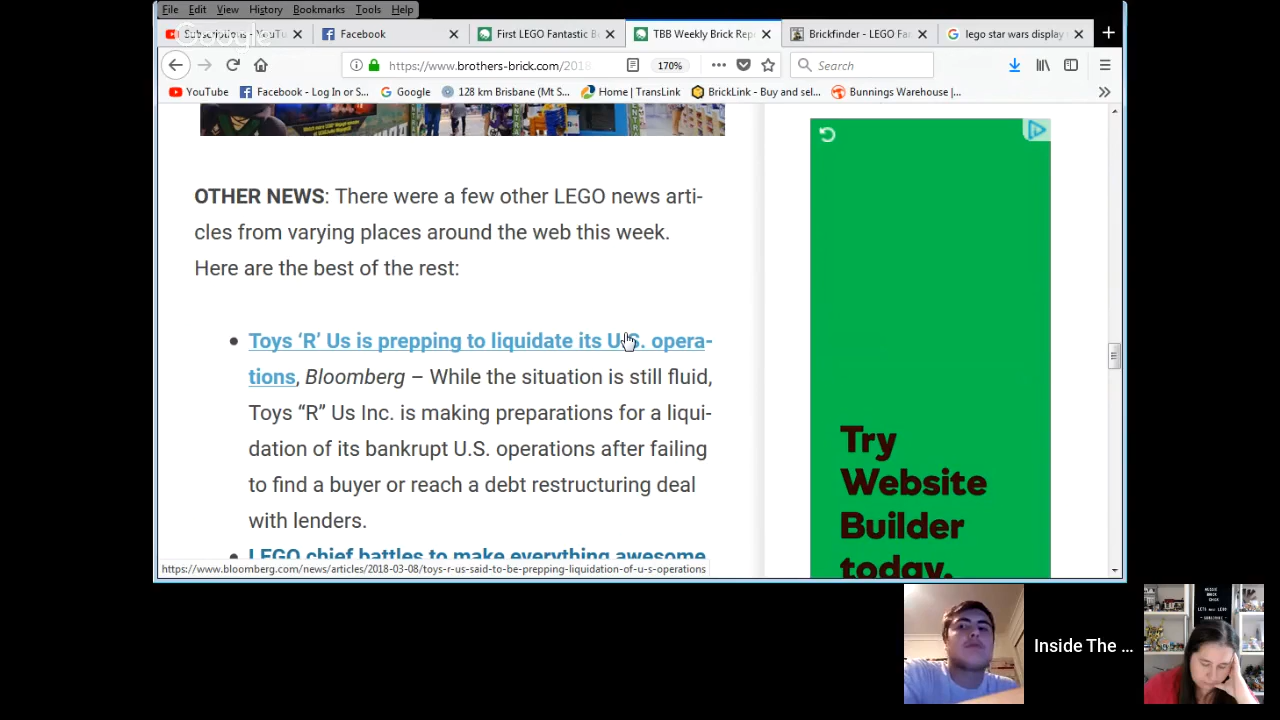 File Edit View History Bookmarks Tools Help
Google
Subscriptions - YouTu
Facebook
First LEGO Fantastic B
TBB Weekly Brick Rep
Brickfinder - LEGO Fa
lego star wars display
https://www.brothers-brick.com/2018
170%
Search
YouTube
Facebook - Log In or S...
Google
128 km Brisbane (Mt S...
Home | TransLink
BrickLink - Buy and sel...
Bunnings Warehouse |...
OTHER NEWS: There were a few other LEGO news arti-
cles from varying places around the web this week.
Here are the best of the rest:
Toys ‘R’ Us is prepping to liquidate its U.S. opera-
tions, Bloomberg – While the situation is still fluid,
Toys “R” Us Inc. is making preparations for a liqui-
dation of its bankrupt U.S. operations after failing
to find a buyer or reach a debt restructuring deal
with lenders.
LEGO chief battles to make everything awesome
https://www.bloomberg.com/news/articles/2018-03-08/toys-r-us-said-to-be-prepping-liquidation-of-u-s-operations
Try
Website
Builder
today.
Inside The ...